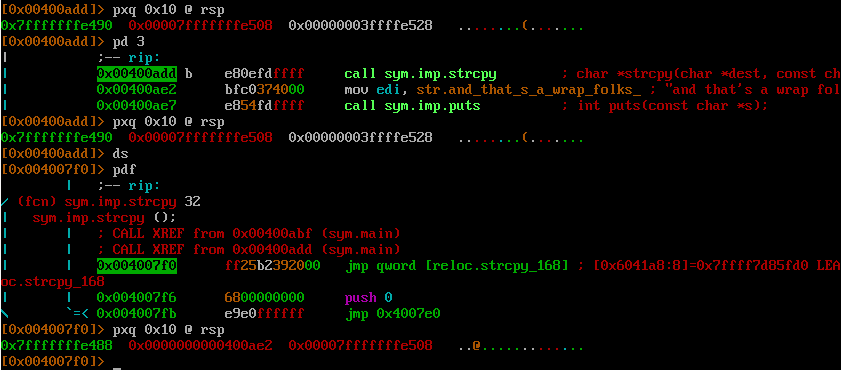 [0x00400add]> pxq 0x10 @ rsp
0x7fffffffe490  0x00007fffffffe508  0x00000003ffffe528   ........(.......
[0x00400add]> pd 3
|           ;-- rip:
|           0x00400add b    e80efdffff     call sym.imp.strcpy        ; char *strcpy(char *dest, const ch
|           0x00400ae2      bfc0374000     mov edi, str.and_that_s_a_wrap_folks_ ; "and that's a wrap fol
|           0x00400ae7      e854fdffff     call sym.imp.puts          ; int puts(const char *s);
[0x00400add]> pxq 0x10 @ rsp
0x7fffffffe490  0x00007fffffffe508  0x00000003ffffe528   ........(.......
[0x00400add]> ds
[0x004007f0]> pdf
|       |   ;-- rip:
/ (fcn) sym.imp.strcpy 32
|   sym.imp.strcpy ();
|       |   ; CALL XREF from 0x00400abf (sym.main)
|       |   ; CALL XREF from 0x00400add (sym.main)
|       |   0x004007f0      ff25b2392000   jmp qword [reloc.strcpy_168] ; [0x6041a8:8]=0x7ffff7d85fd0 LEA
oc.strcpy_168
|       |   0x004007f6      6800000000     push 0
\       `=< 0x004007fb      e9e0ffffff     jmp 0x4007e0
[0x004007f0]> pxq 0x10 @ rsp
0x7fffffffe488  0x0000000000400ae2  0x00007fffffffe508   ..@.............
[0x004007f0]>